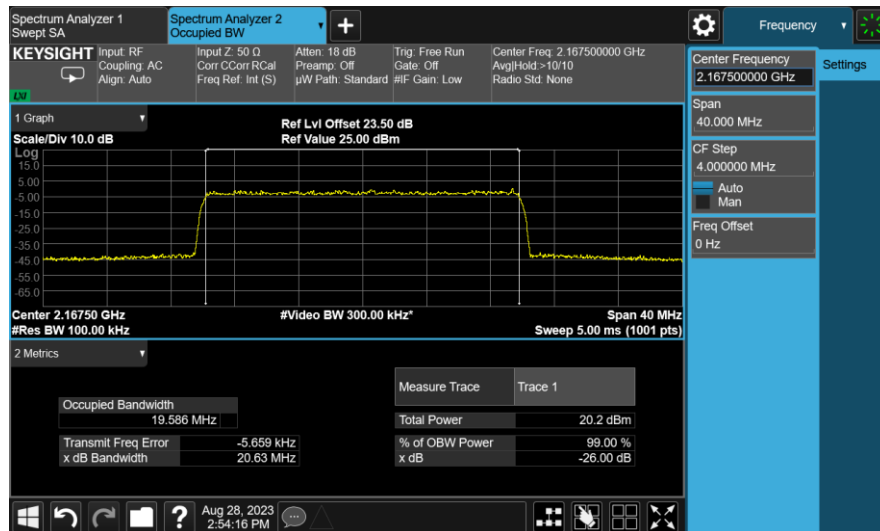 Spectrum Analyzer 1
Swept SA
Spectrum Analyzer 2
Occupied BW
Frequency
KEYSIGHT
Input: RF
Coupling: AC
Align: Auto
Input Z: 50 Ω
Corr CCorr RCal
Freq Ref: Int (S)
Atten: 18 dB
Preamp: Off
µW Path: Standard
Trig: Free Run
Gate: Off
#IF Gain: Low
Center Freq: 2.167500000 GHz
Avg|Hold:>10/10
Radio Std: None
LXI
Center Frequency
2.167500000 GHz
Settings
Span
40.000 MHz
CF Step
4.000000 MHz
Auto
Man
Freq Offset
0 Hz
1 Graph
Scale/Div 10.0 dB
Ref Lvl Offset 23.50 dB
Ref Value 25.00 dBm
Log
15.0
5.00
-5.00
-15.0
-25.0
-35.0
-45.0
-55.0
-65.0
Center 2.16750 GHz
#Video BW 300.00 kHz*
Span 40 MHz
#Res BW 100.00 kHz
Sweep 5.00 ms (1001 pts)
2 Metrics
Measure Trace
Trace 1
Occupied Bandwidth
19.586 MHz
Total Power
20.2 dBm
Transmit Freq Error
-5.659 kHz
% of OBW Power
99.00 %
x dB Bandwidth
20.63 MHz
x dB
-26.00 dB
?
Aug 28, 2023
2:54:16 PM